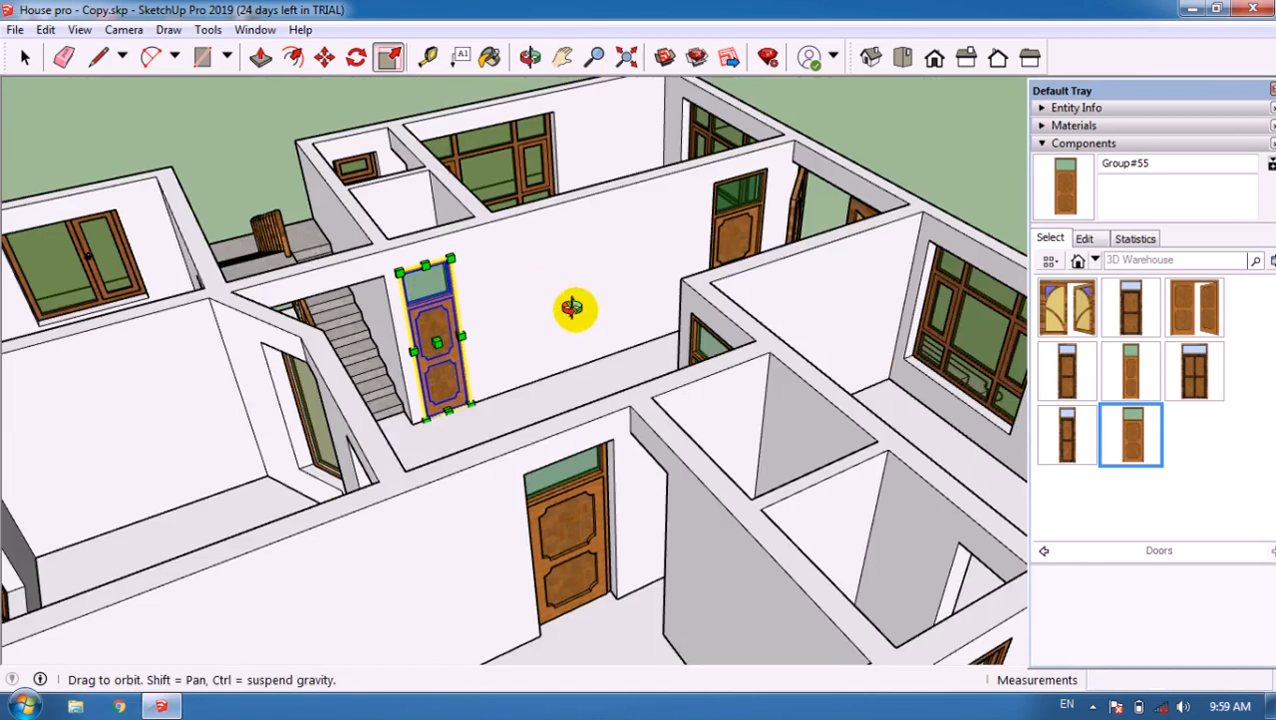 House pro - Copy.skp - SketchUp Pro 2019 (24 days left in TRIAL)
File Edit View Camera Draw Tools Window Help
A1
Default Tray
Entity Info
Materials
Components
Group#55
Select Edit Statistics
3D Warehouse
Doors
Drag to orbit. Shift = Pan, Ctrl = suspend gravity.
Measurements
EN
9:59 AM